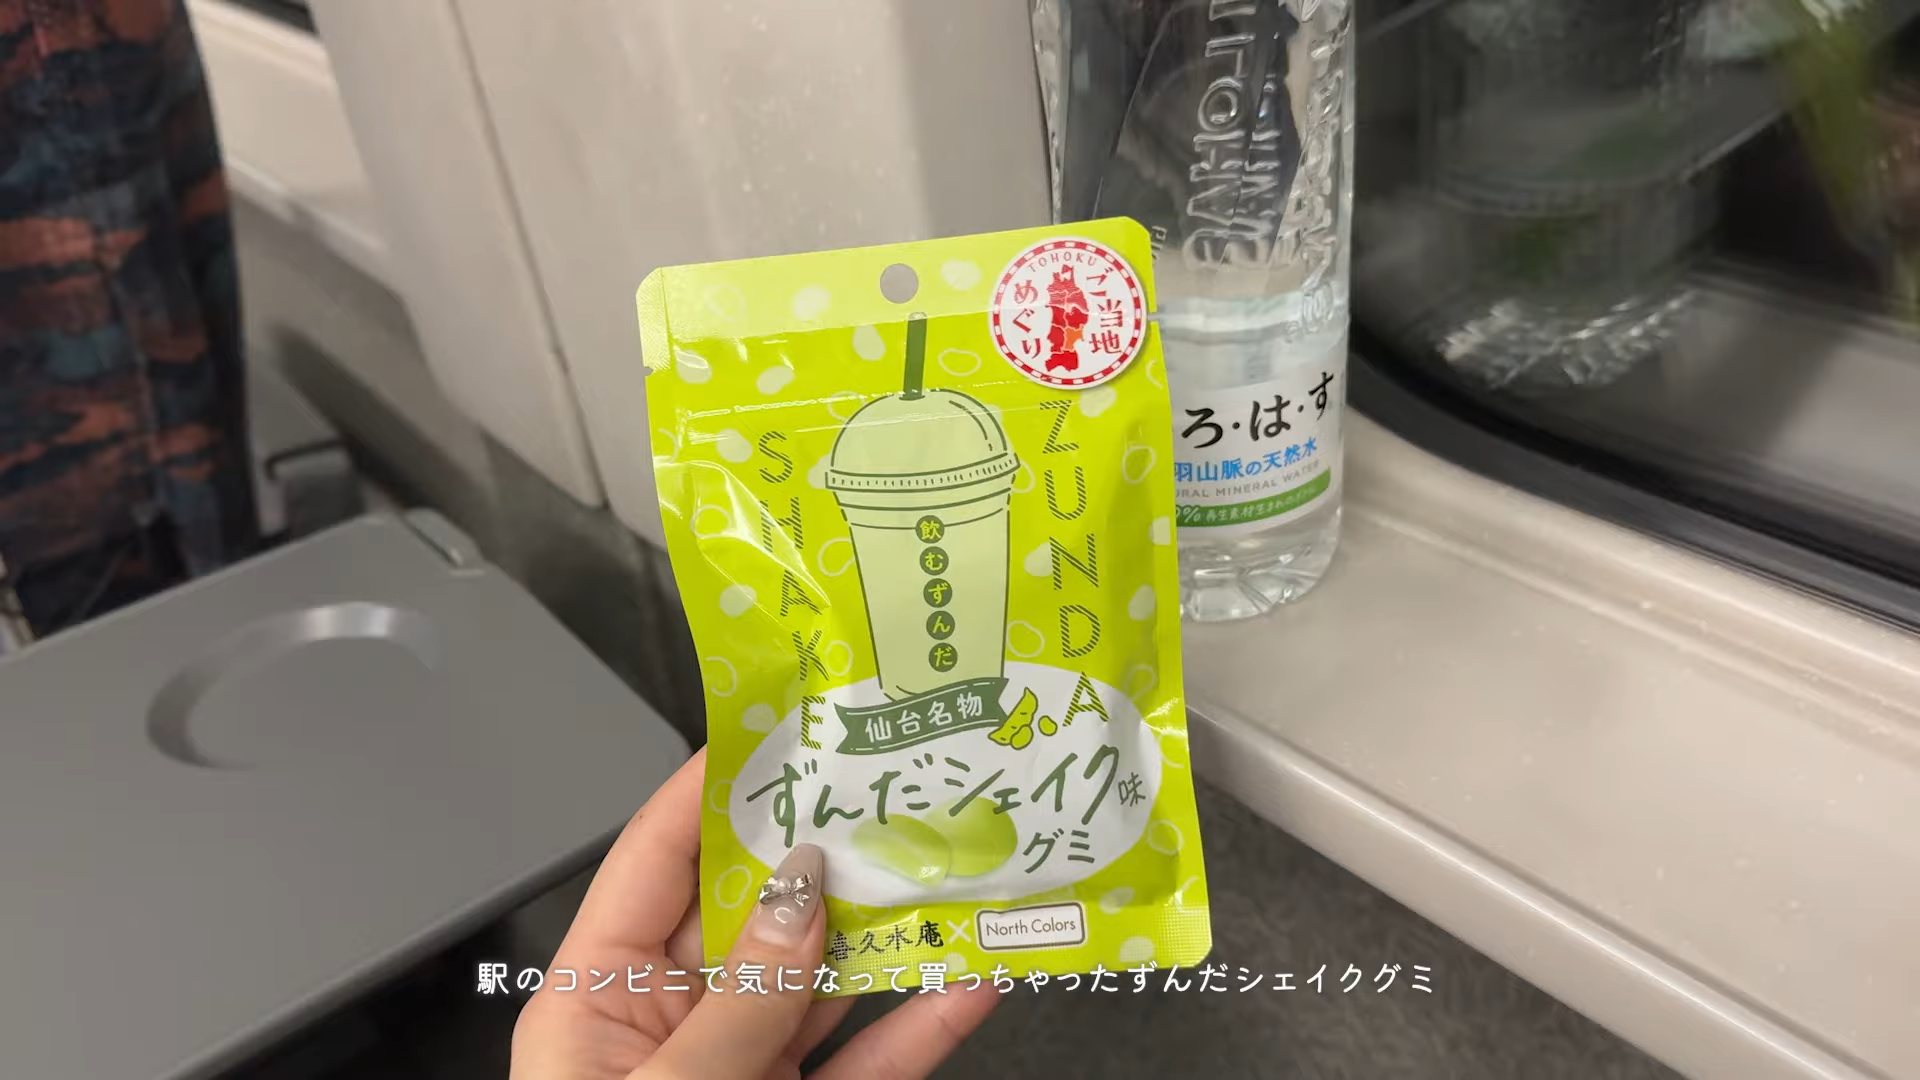 TOHOKU
ご当地
めぐり
ZUNDA
SHAKE
飲むずんだ
仙台名物
ずんだシェイク味
グミ
喜久水庵×North Colors
ろ・は・す
羽山脈の天然水
URAL MINERAL WATER
駅のコンビニで気になって買っちゃったずんだシェイクグミ